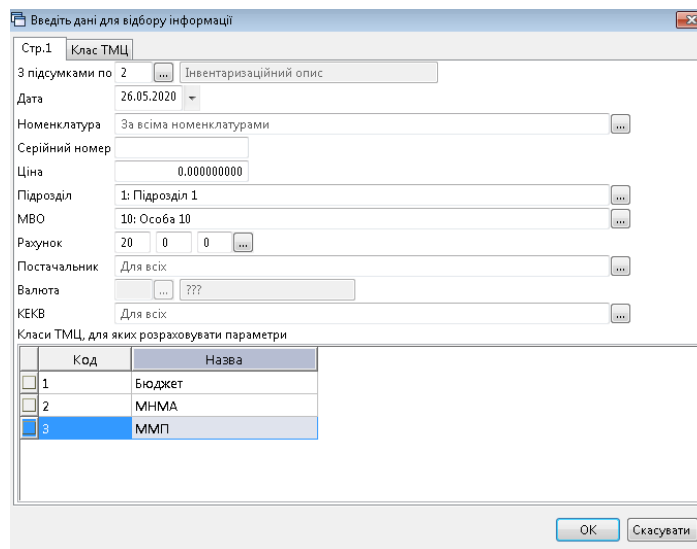 Введіть дані для відбору інформації
Стр.1 Клас ТМЦ
З підсумками по 2 ... Інвентаризаційний опис
Дата 26.05.2020
Номенклатура За всіма номенклатурами ...
Серійний номер
Ціна 0.000000000
Підрозділ 1: Підрозділ 1 ...
МВО 10: Особа 10 ...
Рахунок 20 0 0 ...
Постачальник Для всіх ...
Валюта ... ???
КЕКВ Для всіх ...
Класи ТМЦ, для яких розраховувати параметри
Код Назва
1 Бюджет
2 МНМА
3 ММП
ОК Скасувати